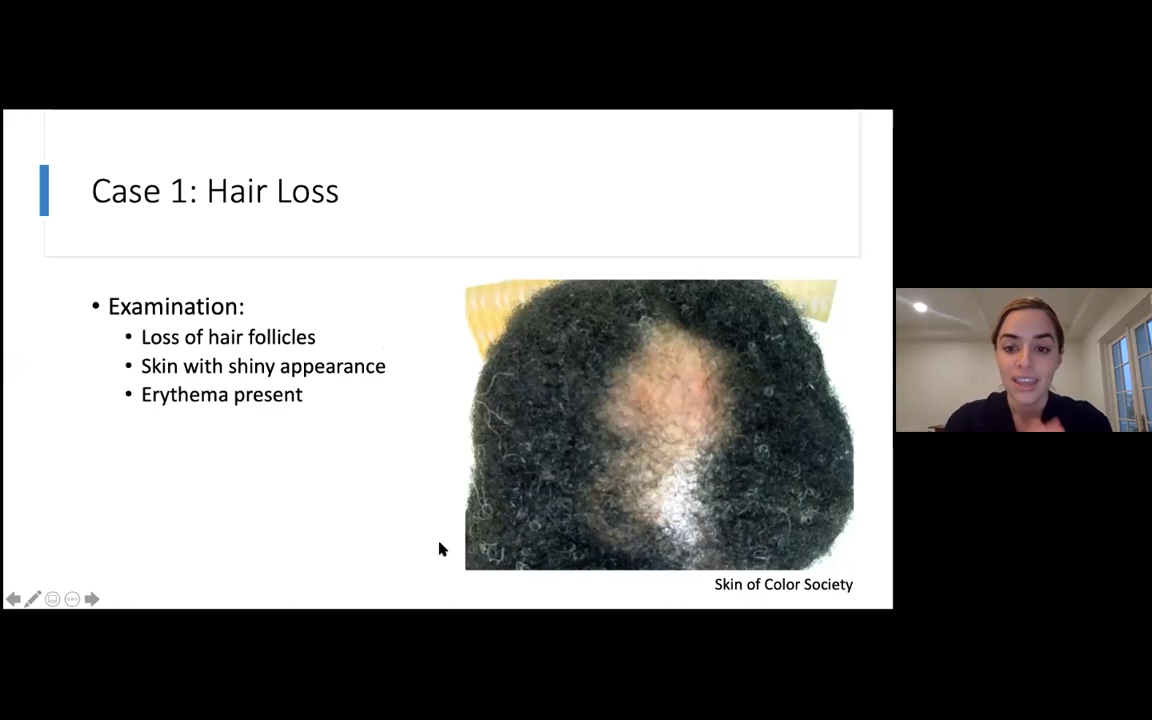 Case 1: Hair Loss
• Examination:
• Loss of hair follicles
• Skin with shiny appearance
• Erythema present
Skin of Color Society